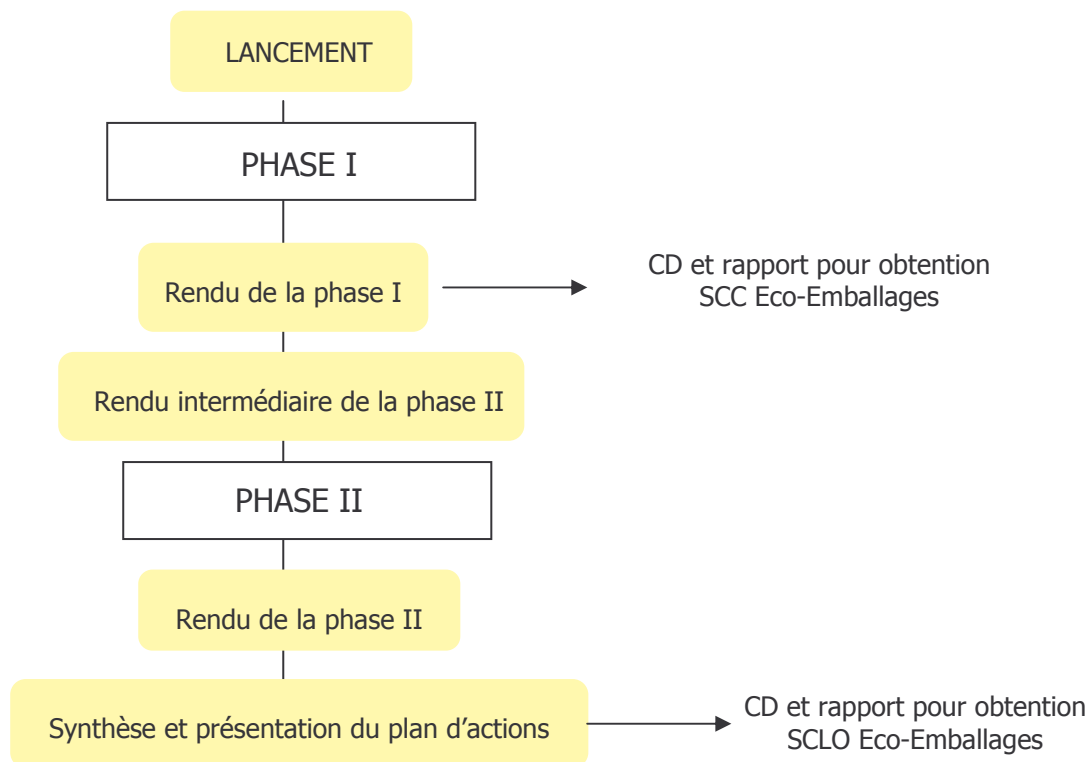 LANCEMENT
PHASE I
Rendu de la phase I
CD et rapport pour obtention
SCC Eco-Emballages
Rendu intermédiaire de la phase II
PHASE II
Rendu de la phase II
Synthèse et présentation du plan d’actions
CD et rapport pour obtention
SCLO Eco-Emballages